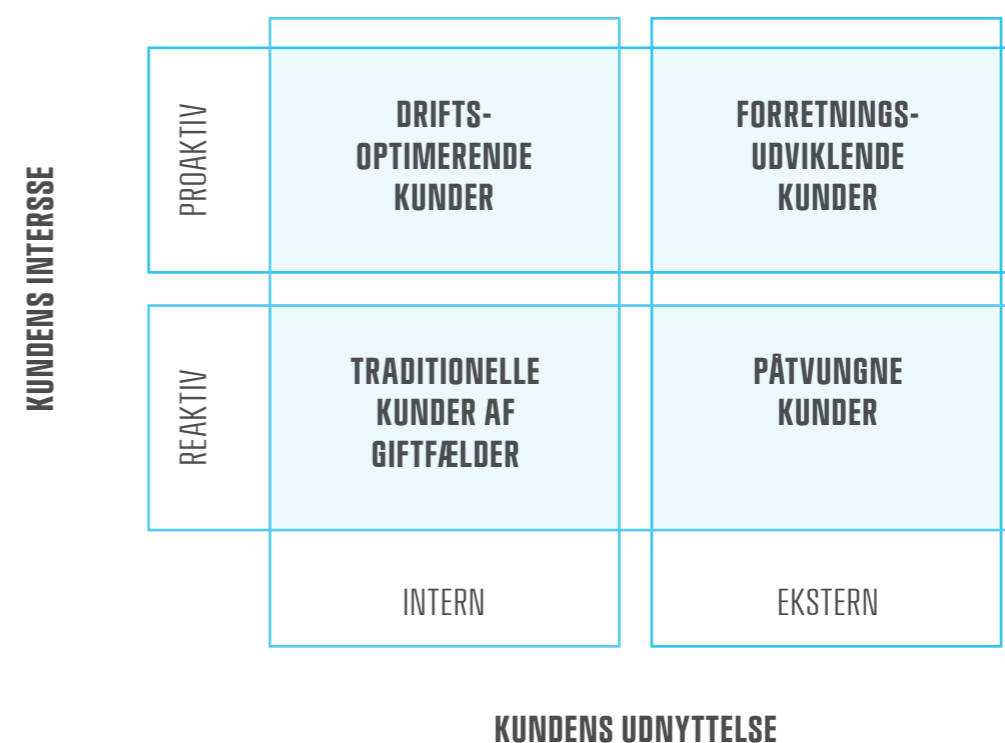 KUNDENS INTERSSE
PROAKTIV
DRIFTS-
OPTIMERENDE
KUNDER
FORRETNINGS-
UDVIKLENDE
KUNDER
REAKTIV
TRADITIONELLE
KUNDER AF
GIFTFÆLDER
PÅTVUNGNE
KUNDER
INTERN
EKSTERN
KUNDENS UDNYTTELSE